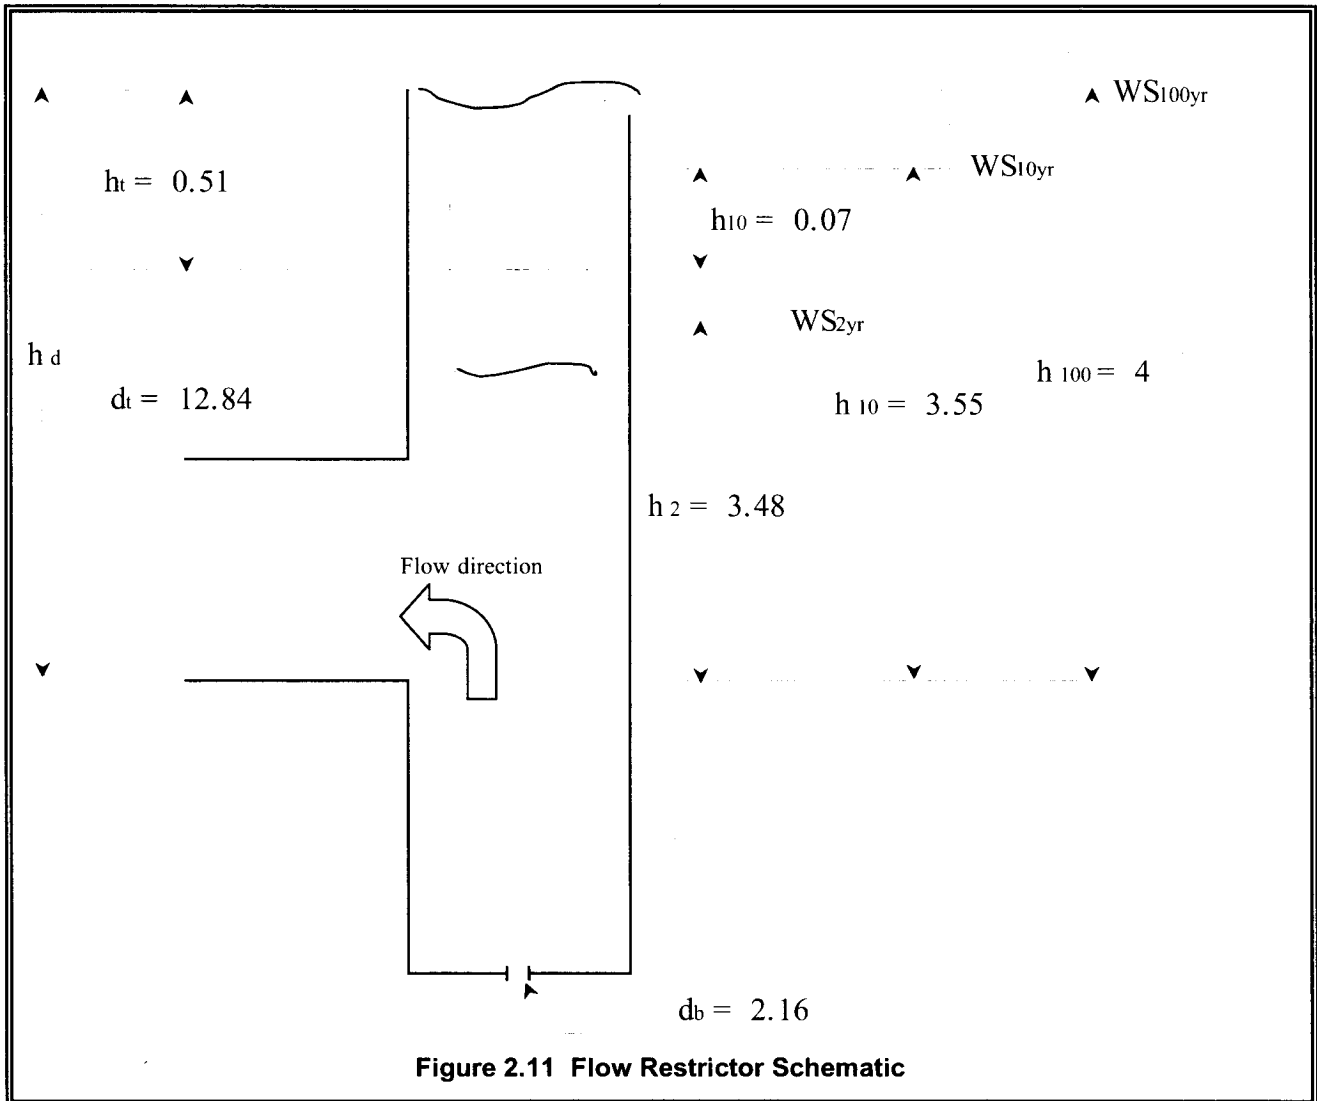 WS100yr
WS10yr
ht = 0.51
h10 = 0.07
WS2yr
h d
h 100 = 4
dt = 12.84
h 10 = 3.55
h 2 = 3.48
Flow direction
db = 2.16
Figure 2.11 Flow Restrictor Schematic